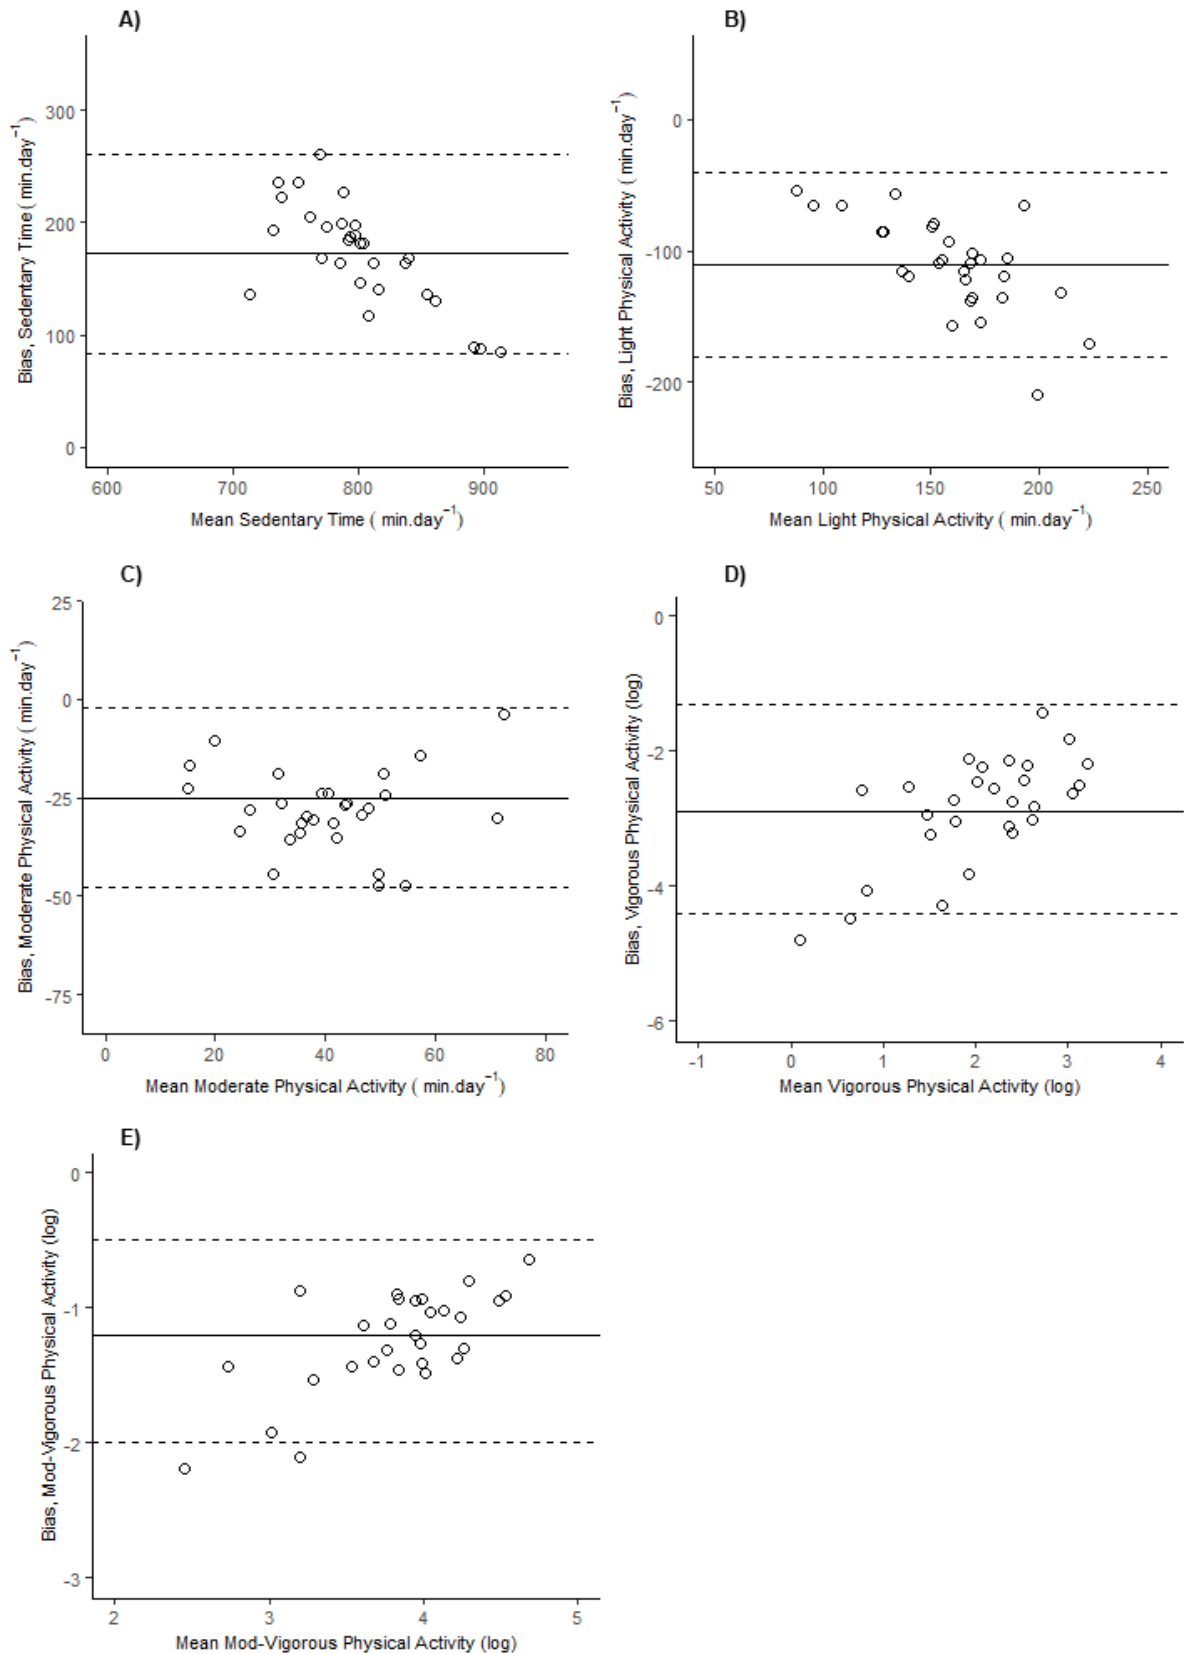 A)
Bias, Sedentary Time ( min.day⁻¹)
300
200
100
0
600 700 800 900
Mean Sedentary Time ( min.day⁻¹)
B)
Bias, Light Physical Activity ( min.day⁻¹)
0
-100
-200
50 100 150 200 250
Mean Light Physical Activity ( min.day⁻¹)
C)
Bias, Moderate Physical Activity ( min.day⁻¹)
25
0
-25
-50
-75
0 20 40 60 80
Mean Moderate Physical Activity ( min.day⁻¹)
D)
Bias, Vigorous Physical Activity (log)
0
-2
-4
-6
-1 0 1 2 3 4
Mean Vigorous Physical Activity (log)
E)
Bias, Mod-Vigorous Physical Activity (log)
0
-1
-2
-3
2 3 4 5
Mean Mod-Vigorous Physical Activity (log)